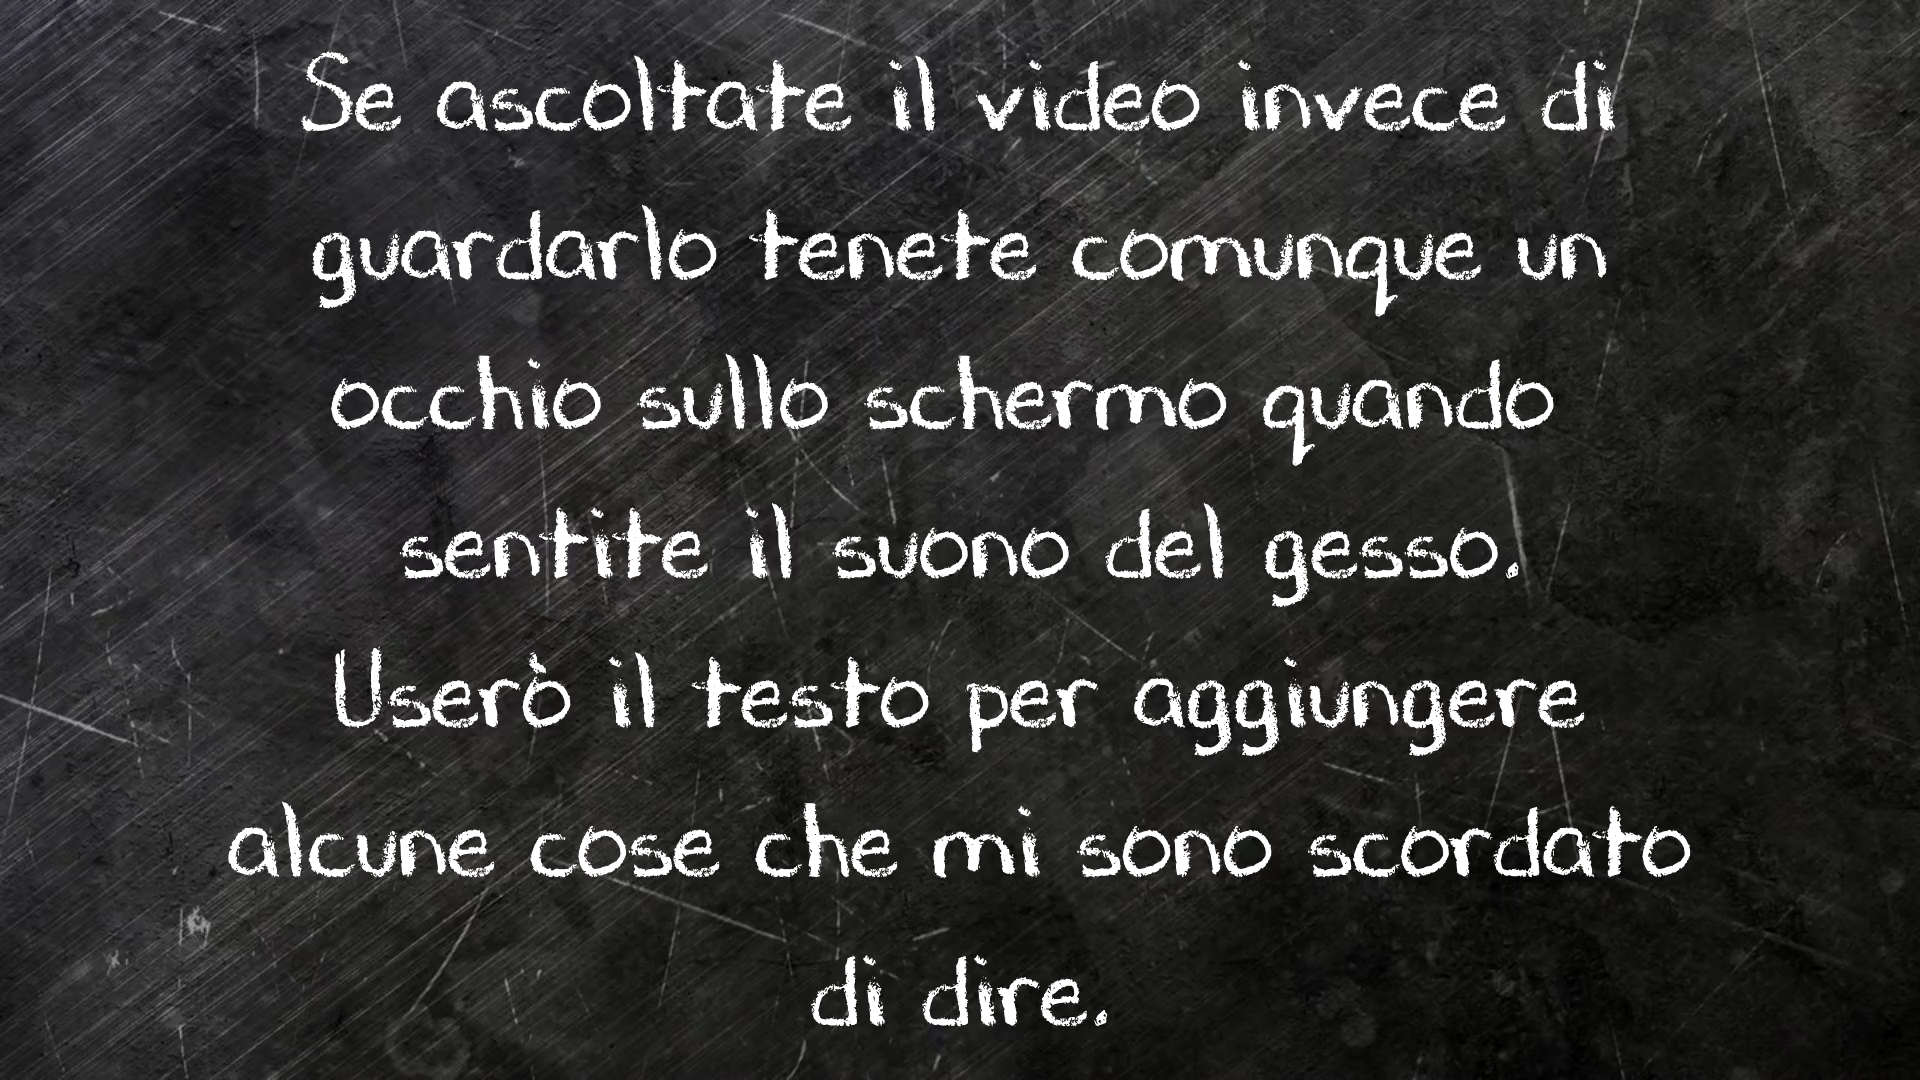 Se ascoltate il video invece di
guardarlo tenete comunque un
occhio sullo schermo quando
sentite il suono del gesso.
Userò il testo per aggiungere
alcune cose che mi sono scordato
di dire.